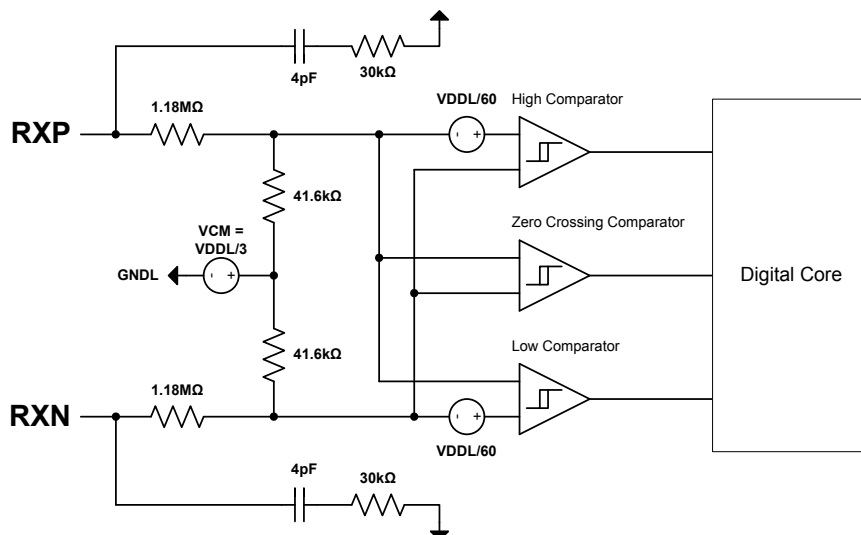 4pF
30kΩ
1.18MΩ
VDDL/60
High Comparator
RXP
- +
41.6kΩ
Zero Crossing Comparator
VCM =
VDDL/3
GNDL
- +
Digital Core
41.6kΩ
Low Comparator
1.18MΩ
RXN
- +
VDDL/60
4pF
30kΩ